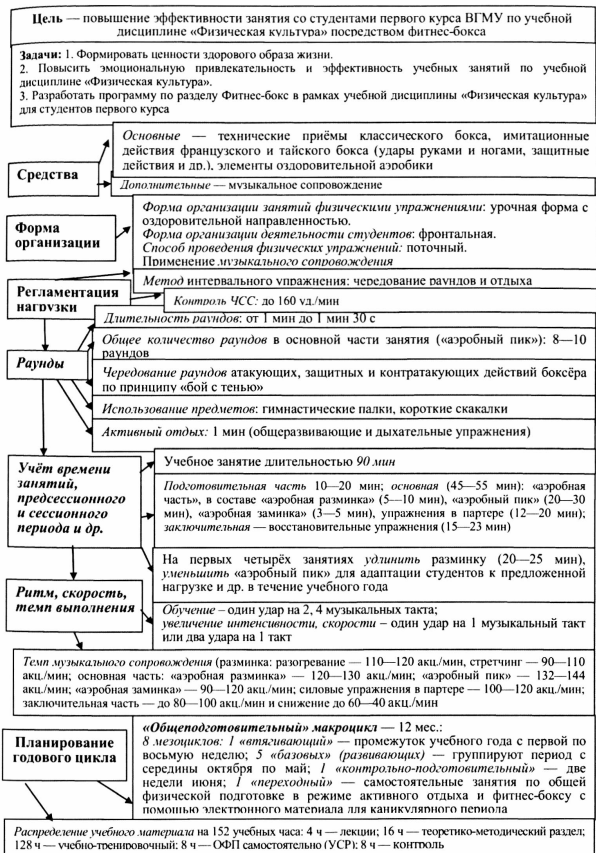 Цель — повышение эффективности занятия со студентами первого курса ВГМУ по учебной
дисциплине «Физическая культура» посредством фитнес-бокса
Задачи: 1. Формировать ценности здорового образа жизни.
2. Повысить эмоциональную привлекательность и эффективность учебных занятий по учебной
дисциплине «Физическая культура».
3. Разработать программу по разделу Фитнес-бокс в рамках учебной дисциплины «Физическая культура»
для студентов первого курса
Средства
Основные — технические приёмы классического бокса, имитационные
действия французского и тайского бокса (удары руками и ногами, защитные
действия и др.), элементы оздоровительной аэробики
Дополнительные — музыкальное сопровождение
Форма
организации
Форма организации занятий физическими упражнениями: урочная форма с
оздоровительной направленностью.
Форма организации деятельности студентов: фронтальная.
Способ проведения физических упражнений: поточный.
Применение музыкального сопровождения
Регламентация
нагрузки
Метод интервального упражнения: чередование раундов и отдыха
Контроль ЧСС: до 160 уд./мин
Раунды
Длительность раундов: от 1 мин до 1 мин 30 с
Общее количество раундов в основной части занятия («аэробный пик»): 8—10
раундов
Чередование раундов атакующих, защитных и контратакующих действий боксёра
по принципу «бой с тенью»
Использование предметов: гимнастические палки, короткие скакалки
Активный отдых: 1 мин (общеразвивающие и дыхательные упражнения)
Учёт времени
занятий,
предсессионного
и сессионного
периода и др.
Учебное занятие длительностью 90 мин
Подготовительная часть 10—20 мин; основная (45—55 мин): «аэробная
часть», в составе «аэробная разминка» (5—10 мин), «аэробный пик» (20—30
мин), «аэробная заминка» (3—5 мин), упражнения в партере (12—20 мин);
заключительная — восстановительные упражнения (15—23 мин)
На первых четырёх занятиях удлинить разминку (20—25 мин),
уменьшить «аэробный пик» для адаптации студентов к предложенной
нагрузке и др. в течение учебного года
Ритм, скорость,
темп выполнения
Обучение – один удар на 2, 4 музыкальных такта;
увеличение интенсивности, скорости – один удар на 1 музыкальный такт
или два удара на 1 такт
Темп музыкального сопровождения (разминка: разогревание — 110—120 акц./мин, стретчинг — 90—110
акц./мин; основная часть: «аэробная разминка» — 120—130 акц./мин; «аэробный пик» — 132—144
акц./мин; «аэробная заминка» — 90—120 акц./мин; силовые упражнения в партере — 100—120 акц./мин;
заключительная часть — до 80—100 акц./мин и снижение до 60—40 акц./мин
Планирование
годового цикла
«Общеподготовительный» макроцикл — 12 мес.:
8 мезоциклов: 1 «втягивающий» — промежуток учебного года с первой по
восьмую неделю; 5 «базовых» (развивающих) — группируют период с
середины октября по май; 1 «контрольно-подготовительный» — две
недели июня; 1 «переходный» — самостоятельные занятия по общей
физической подготовке в режиме активного отдыха и фитнес-боксу с
помощью электронного материала для каникулярного периода
Распределение учебного материала на 152 учебных часа: 4 ч — лекции; 16 ч — теоретико-методический раздел;
128 ч — учебно-тренировочный; 8 ч — ОФП самостоятельно (УСР); 8 ч — контроль